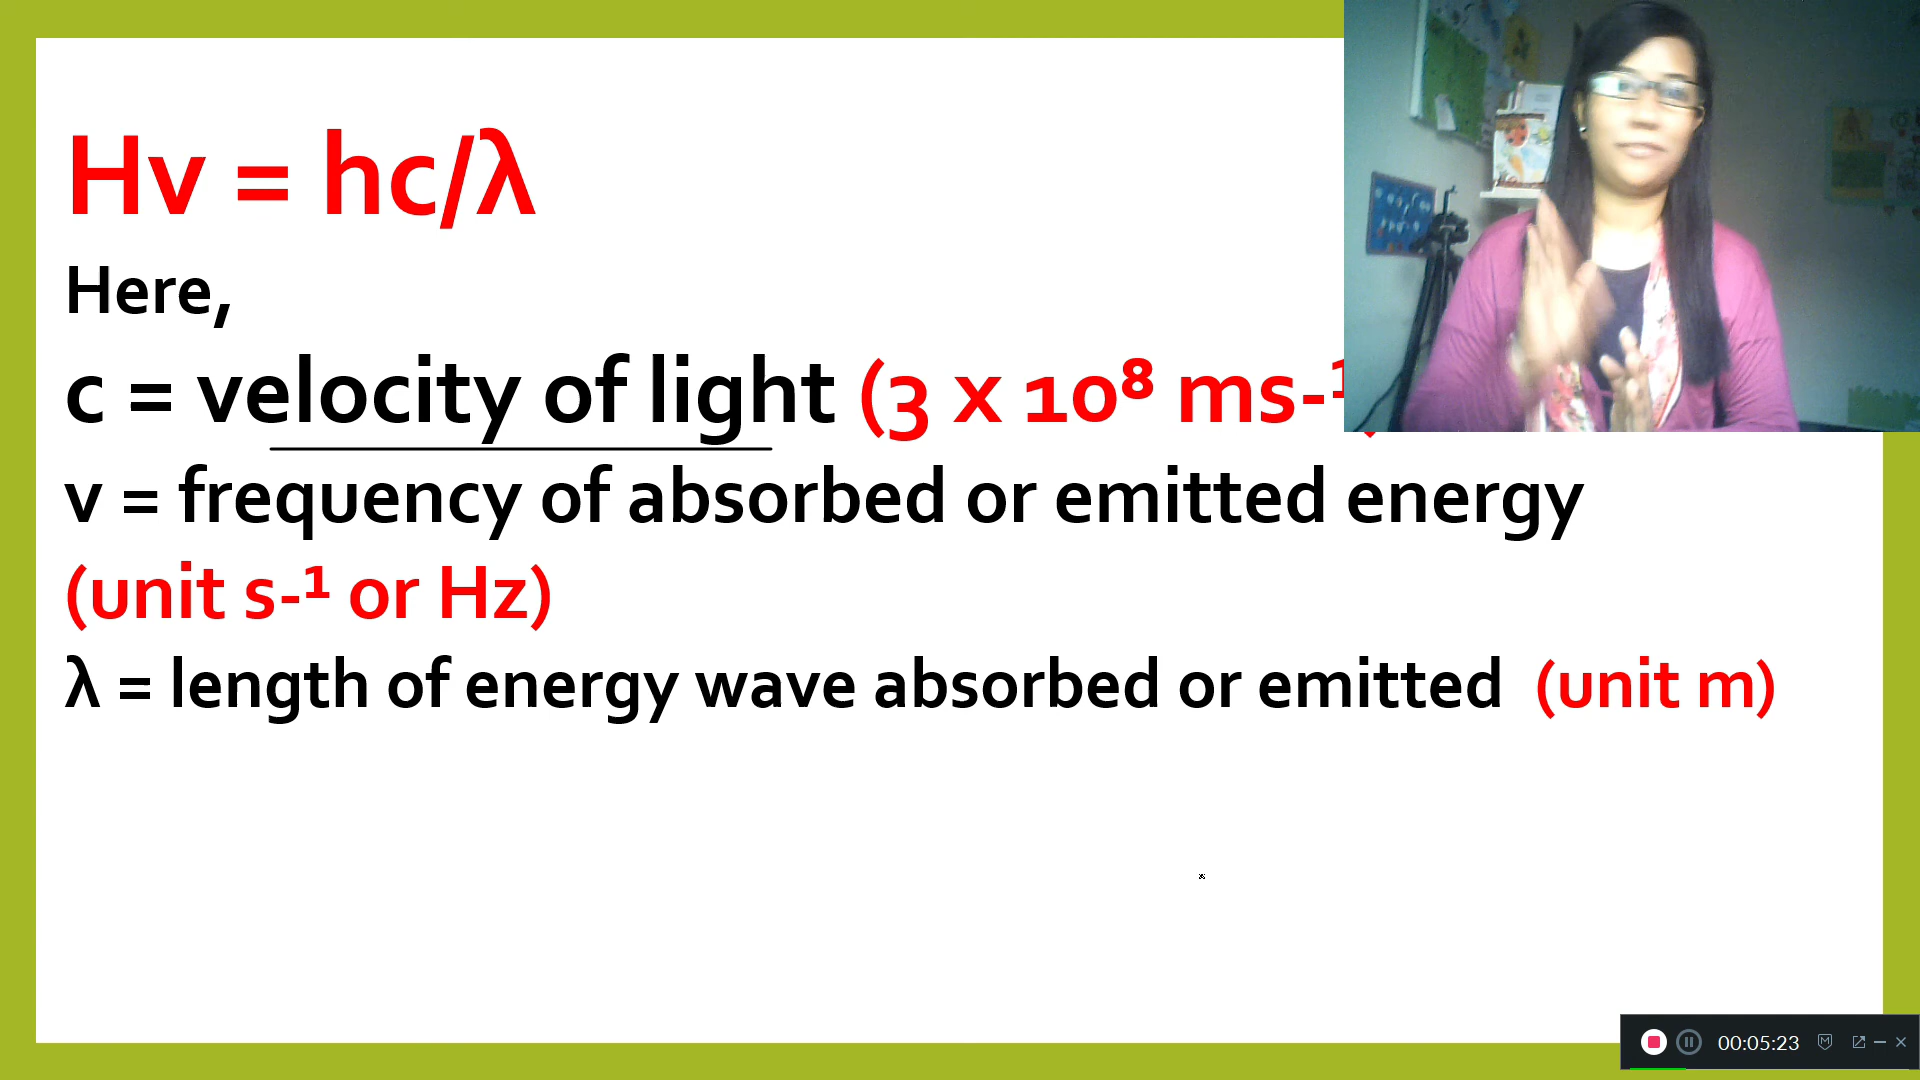 Hv = hc/λ
Here,
c = velocity of light (3 x 10⁸ ms-¹
v = frequency of absorbed or emitted energy
(unit s-¹ or Hz)
λ = length of energy wave absorbed or emitted (unit m)
00:05:23